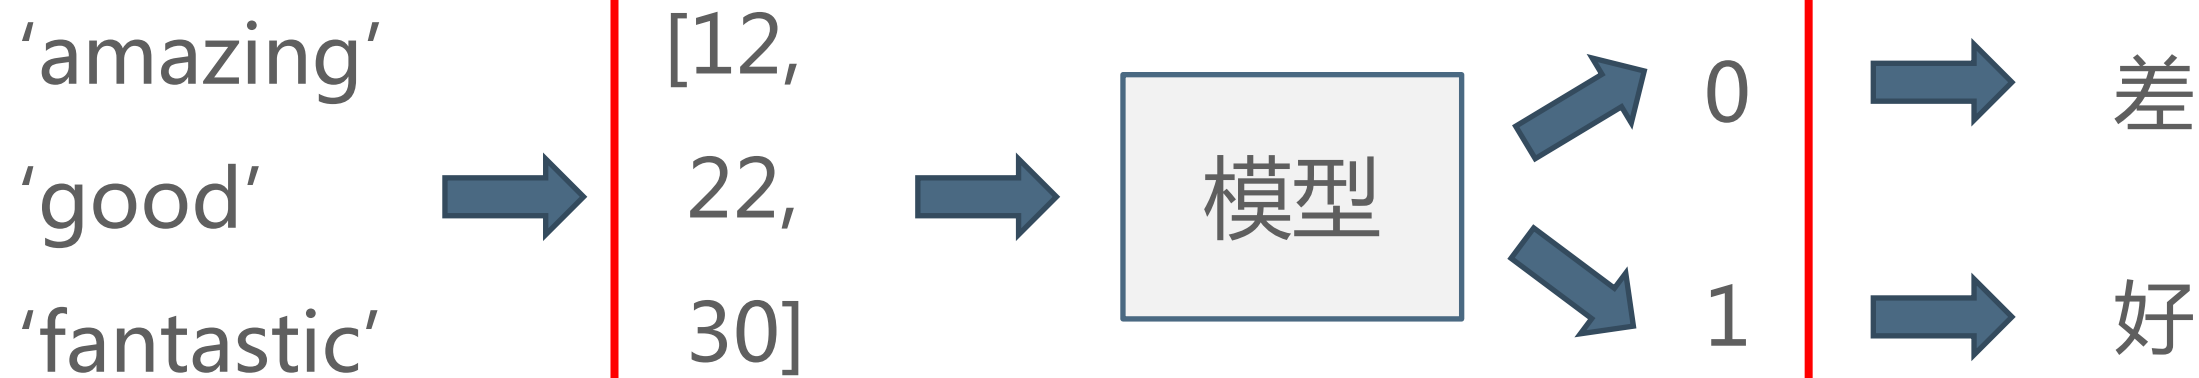 ‘amazing’
‘good’
‘fantastic’
[12,
22,
30]
模型
0
1
差
好